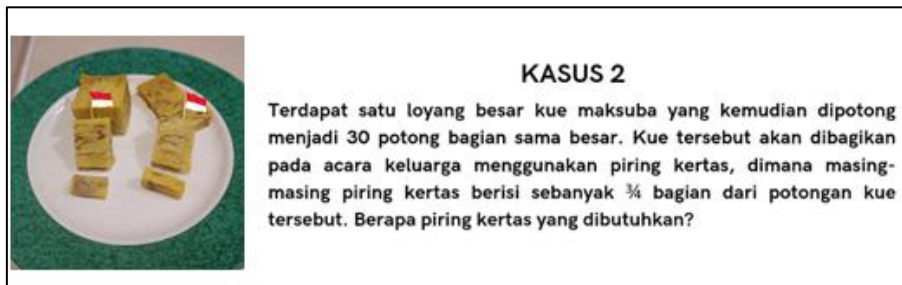 KASUS 2
Terdapat satu loyang besar kue maksuba yang kemudian dipotong
menjadi 30 potong bagian sama besar. Kue tersebut akan dibagikan
pada acara keluarga menggunakan piring kertas, dimana masing-
masing piring kertas berisi sebanyak ¾ bagian dari potongan kue
tersebut. Berapa piring kertas yang dibutuhkan?